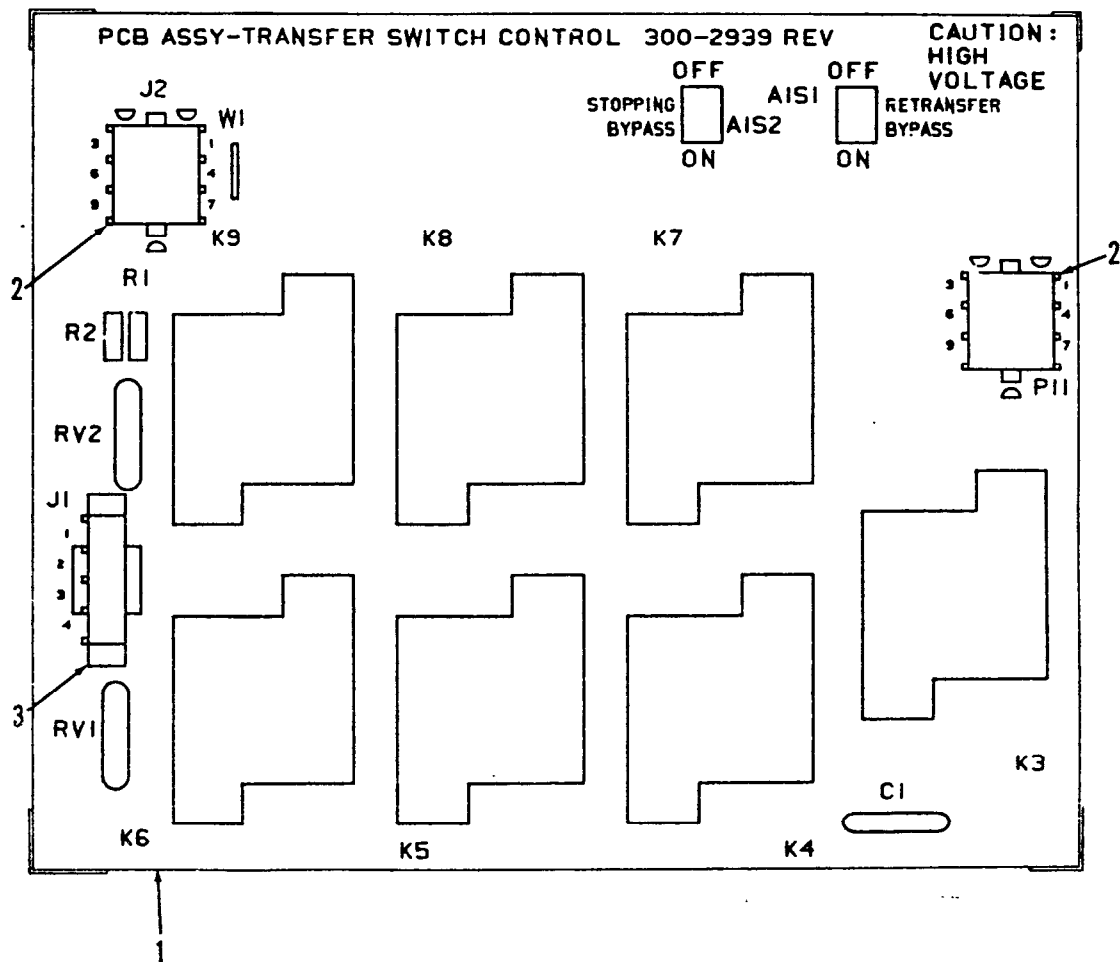 PCB ASSY-TRANSFER SWITCH CONTROL 300-2939 REV
CAUTION:
HIGH
VOLTAGE
OFF
STOPPING
BYPASS
A1S2
ON
OFF
A1S1
RETRANSFER
BYPASS
ON
J2
W1
3
6
9
1
4
7
2
K9
K8
K7
R1
R2
3
6
9
1
4
7
2
P11
RV2
J1
1
2
3
4
3
RV1
K3
C1
K6
K5
K4
1